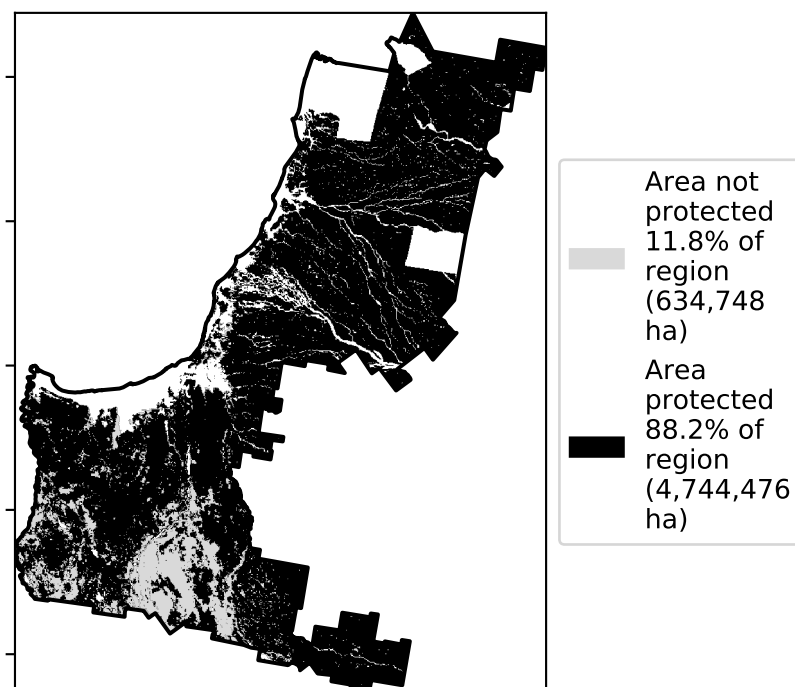 Area not
protected
11.8% of
region
(634,748
ha)
Area
protected
88.2% of
region
(4,744,476
ha)